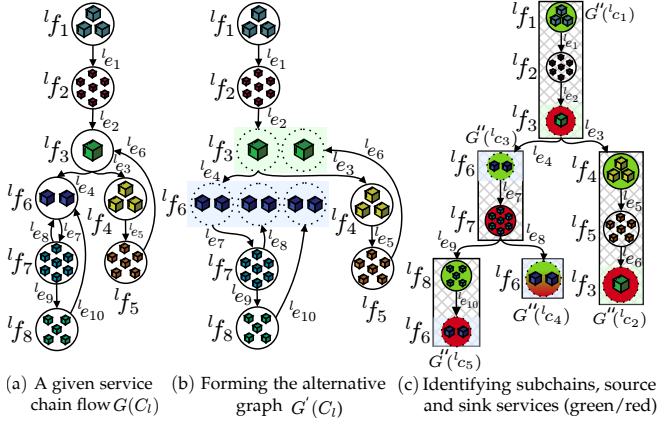 ˡf₁
ˡe₁
ˡf₂
ˡe₂
ˡf₃
ˡe₆
ˡe₃
ˡe₄
ˡf₆
ˡf₄
ˡe₈
ˡe₇
ˡe₅
ˡf₇
ˡf₅
ˡe₉
ˡe₁₀
ˡf₈
(a) A given service
chain flow G(Cₗ)
ˡf₁
ˡe₁
ˡf₂
ˡe₂
ˡe₆
ˡf₃
ˡe₃
ˡe₄
ˡf₆
ˡf₄
ˡe₇
ˡe₈
ˡe₅
ˡf₇
ˡf₅
ˡe₉
ˡe₁₀
ˡf₈
(b) Forming the alternative
graph G′(Cₗ)
G″(ˡc₁)
ˡf₁
ˡe₁
ˡf₂
ˡe₂
ˡf₃
ˡe₃
ˡe₄
G″(ˡc₃)
ˡf₆
ˡf₄
ˡe₇
ˡe₅
ˡf₇
ˡf₅
ˡe₉
ˡe₈
ˡe₆
ˡf₈
ˡf₆
ˡf₃
ˡe₁₀
G″(ˡc₄)
G″(ˡc₂)
ˡf₆
G″(ˡc₅)
(c) Identifying subchains, source
and sink services (green/red)